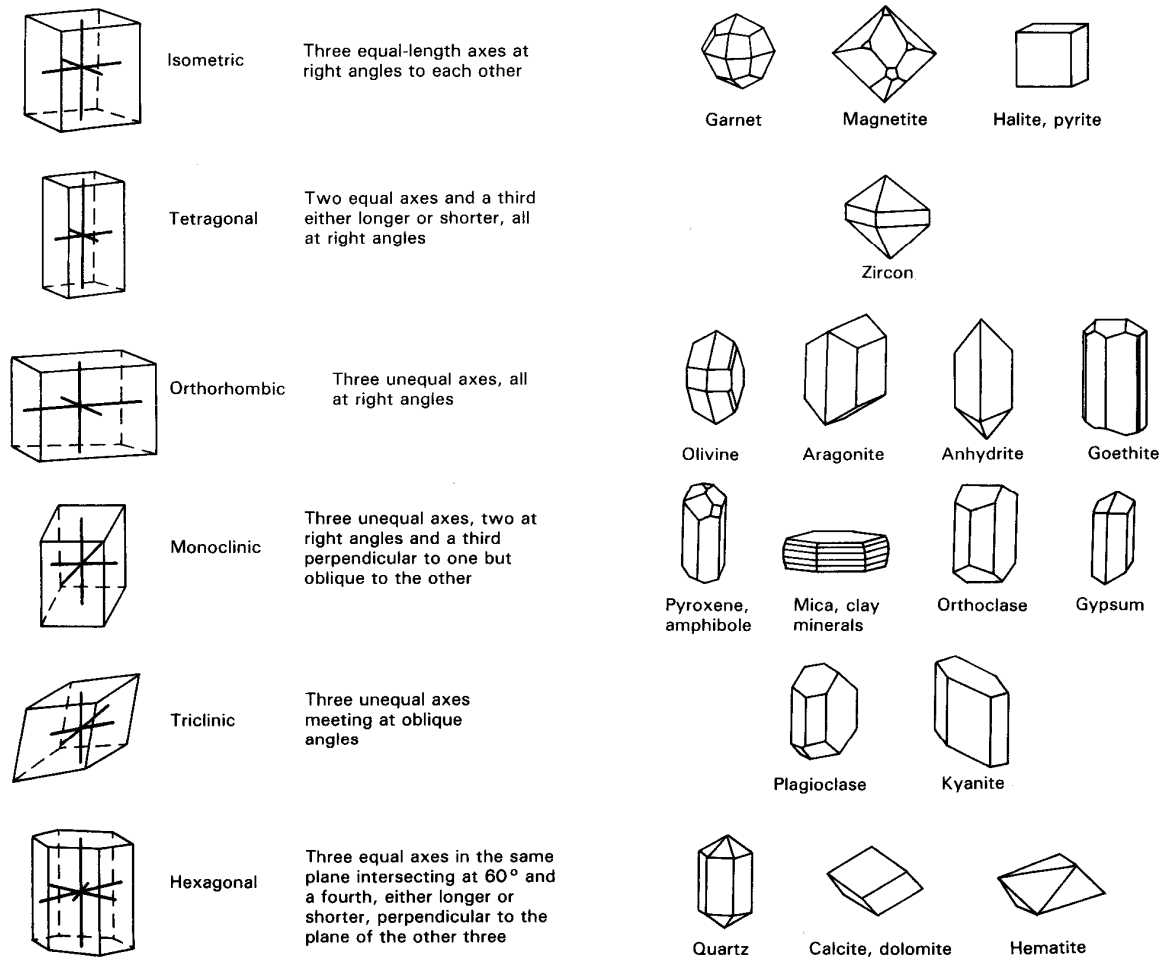 Isometric
Three equal-length axes at
right angles to each other
Garnet
Magnetite
Halite, pyrite
Tetragonal
Two equal axes and a third
either longer or shorter, all
at right angles
Zircon
Orthorhombic
Three unequal axes, all
at right angles
Olivine
Aragonite
Anhydrite
Goethite
Monoclinic
Three unequal axes, two at
right angles and a third
perpendicular to one but
oblique to the other
Pyroxene,
amphibole
Mica, clay
minerals
Orthoclase
Gypsum
Triclinic
Three unequal axes
meeting at oblique
angles
Plagioclase
Kyanite
Hexagonal
Three equal axes in the same
plane intersecting at 60° and
a fourth, either longer or
shorter, perpendicular to the
plane of the other three
Quartz
Calcite, dolomite
Hematite